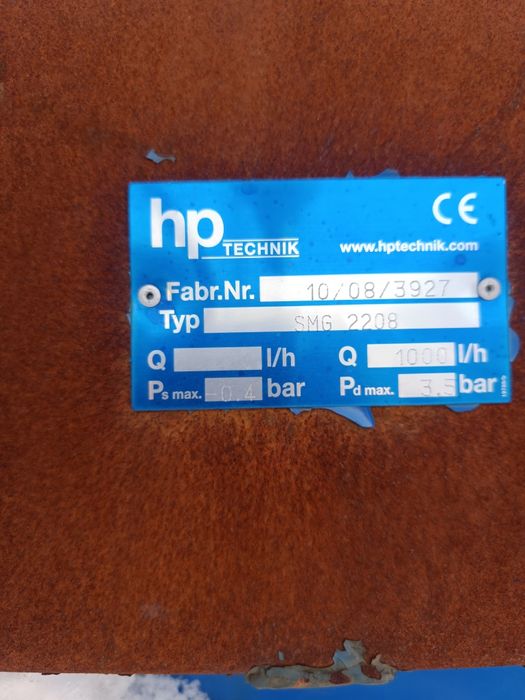 hp TECHNIK
CE
www.hptechnik.com
Fabr.Nr. 10/08/3927
Typ SMG 2208
Q l/h Q 1000 l/h
Ps max. -0.4 bar Pd max. 3.5 bar